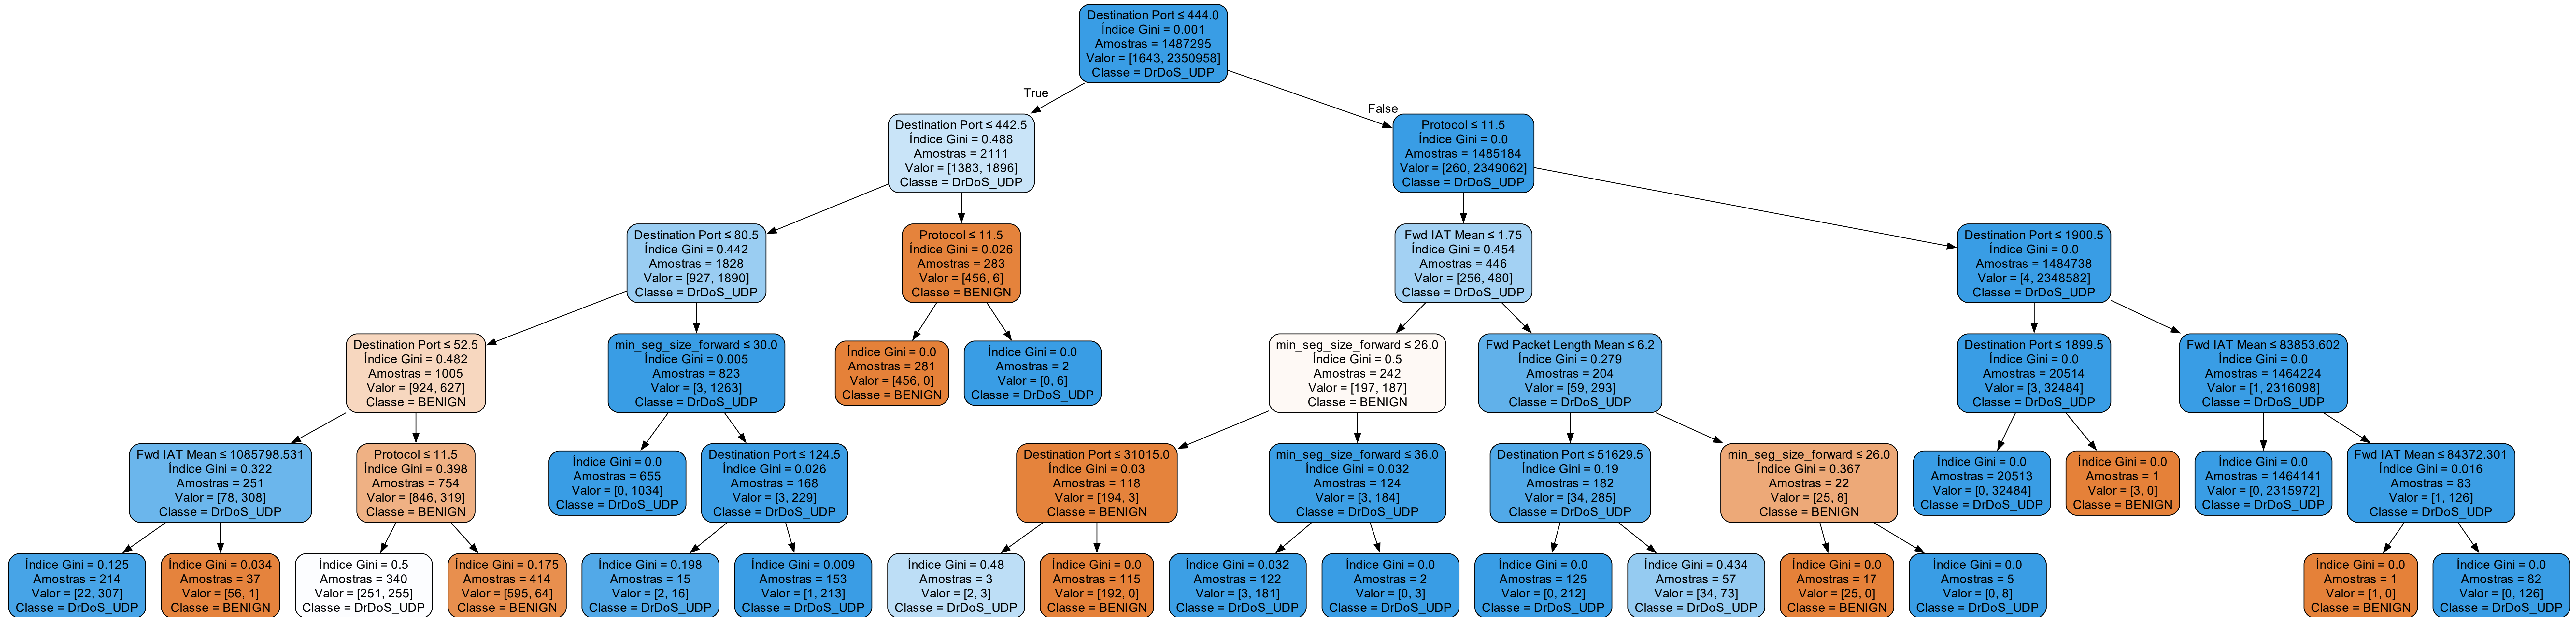 Destination Port ≤ 444.0
Índice Gini = 0.001
Amostras = 1487295
Valor = [1643, 2350958]
Classe = DrDoS_UDP
True
False
Destination Port ≤ 442.5
Índice Gini = 0.488
Amostras = 2111
Valor = [1383, 1896]
Classe = DrDoS_UDP
Protocol ≤ 11.5
Índice Gini = 0.0
Amostras = 1485184
Valor = [260, 2349062]
Classe = DrDoS_UDP
Destination Port ≤ 80.5
Índice Gini = 0.442
Amostras = 1828
Valor = [927, 1890]
Classe = DrDoS_UDP
Protocol ≤ 11.5
Índice Gini = 0.026
Amostras = 283
Valor = [456, 6]
Classe = BENIGN
Fwd IAT Mean ≤ 1.75
Índice Gini = 0.454
Amostras = 446
Valor = [256, 480]
Classe = DrDoS_UDP
Destination Port ≤ 1900.5
Índice Gini = 0.0
Amostras = 1484738
Valor = [4, 2348582]
Classe = DrDoS_UDP
Destination Port ≤ 52.5
Índice Gini = 0.482
Amostras = 1005
Valor = [924, 627]
Classe = BENIGN
min_seg_size_forward ≤ 30.0
Índice Gini = 0.005
Amostras = 823
Valor = [3, 1263]
Classe = DrDoS_UDP
Índice Gini = 0.0
Amostras = 281
Valor = [456, 0]
Classe = BENIGN
Índice Gini = 0.0
Amostras = 2
Valor = [0, 6]
Classe = DrDoS_UDP
min_seg_size_forward ≤ 26.0
Índice Gini = 0.5
Amostras = 242
Valor = [197, 187]
Classe = BENIGN
Fwd Packet Length Mean ≤ 6.2
Índice Gini = 0.279
Amostras = 204
Valor = [59, 293]
Classe = DrDoS_UDP
Destination Port ≤ 1899.5
Índice Gini = 0.0
Amostras = 20514
Valor = [3, 32484]
Classe = DrDoS_UDP
Fwd IAT Mean ≤ 83853.602
Índice Gini = 0.0
Amostras = 1464224
Valor = [1, 2316098]
Classe = DrDoS_UDP
Fwd IAT Mean ≤ 1085798.531
Índice Gini = 0.322
Amostras = 251
Valor = [78, 308]
Classe = DrDoS_UDP
Protocol ≤ 11.5
Índice Gini = 0.398
Amostras = 754
Valor = [846, 319]
Classe = BENIGN
Índice Gini = 0.0
Amostras = 655
Valor = [0, 1034]
Classe = DrDoS_UDP
Destination Port ≤ 124.5
Índice Gini = 0.026
Amostras = 168
Valor = [3, 229]
Classe = DrDoS_UDP
Destination Port ≤ 31015.0
Índice Gini = 0.03
Amostras = 118
Valor = [194, 3]
Classe = BENIGN
min_seg_size_forward ≤ 36.0
Índice Gini = 0.032
Amostras = 124
Valor = [3, 184]
Classe = DrDoS_UDP
Destination Port ≤ 51629.5
Índice Gini = 0.19
Amostras = 182
Valor = [34, 285]
Classe = DrDoS_UDP
min_seg_size_forward ≤ 26.0
Índice Gini = 0.367
Amostras = 22
Valor = [25, 8]
Classe = BENIGN
Índice Gini = 0.0
Amostras = 20513
Valor = [0, 32484]
Classe = DrDoS_UDP
Índice Gini = 0.0
Amostras = 1
Valor = [3, 0]
Classe = BENIGN
Índice Gini = 0.0
Amostras = 1464141
Valor = [0, 2315972]
Classe = DrDoS_UDP
Fwd IAT Mean ≤ 84372.301
Índice Gini = 0.016
Amostras = 83
Valor = [1, 126]
Classe = DrDoS_UDP
Índice Gini = 0.125
Amostras = 214
Valor = [22, 307]
Classe = DrDoS_UDP
Índice Gini = 0.034
Amostras = 37
Valor = [56, 1]
Classe = BENIGN
Índice Gini = 0.5
Amostras = 340
Valor = [251, 255]
Classe = DrDoS_UDP
Índice Gini = 0.175
Amostras = 414
Valor = [595, 64]
Classe = BENIGN
Índice Gini = 0.198
Amostras = 15
Valor = [2, 16]
Classe = DrDoS_UDP
Índice Gini = 0.009
Amostras = 153
Valor = [1, 213]
Classe = DrDoS_UDP
Índice Gini = 0.48
Amostras = 3
Valor = [2, 3]
Classe = DrDoS_UDP
Índice Gini = 0.0
Amostras = 115
Valor = [192, 0]
Classe = BENIGN
Índice Gini = 0.032
Amostras = 122
Valor = [3, 181]
Classe = DrDoS_UDP
Índice Gini = 0.0
Amostras = 2
Valor = [0, 3]
Classe = DrDoS_UDP
Índice Gini = 0.0
Amostras = 125
Valor = [0, 212]
Classe = DrDoS_UDP
Índice Gini = 0.434
Amostras = 57
Valor = [34, 73]
Classe = DrDoS_UDP
Índice Gini = 0.0
Amostras = 17
Valor = [25, 0]
Classe = BENIGN
Índice Gini = 0.0
Amostras = 5
Valor = [0, 8]
Classe = DrDoS_UDP
Índice Gini = 0.0
Amostras = 1
Valor = [1, 0]
Classe = BENIGN
Índice Gini = 0.0
Amostras = 82
Valor = [0, 126]
Classe = DrDoS_UDP